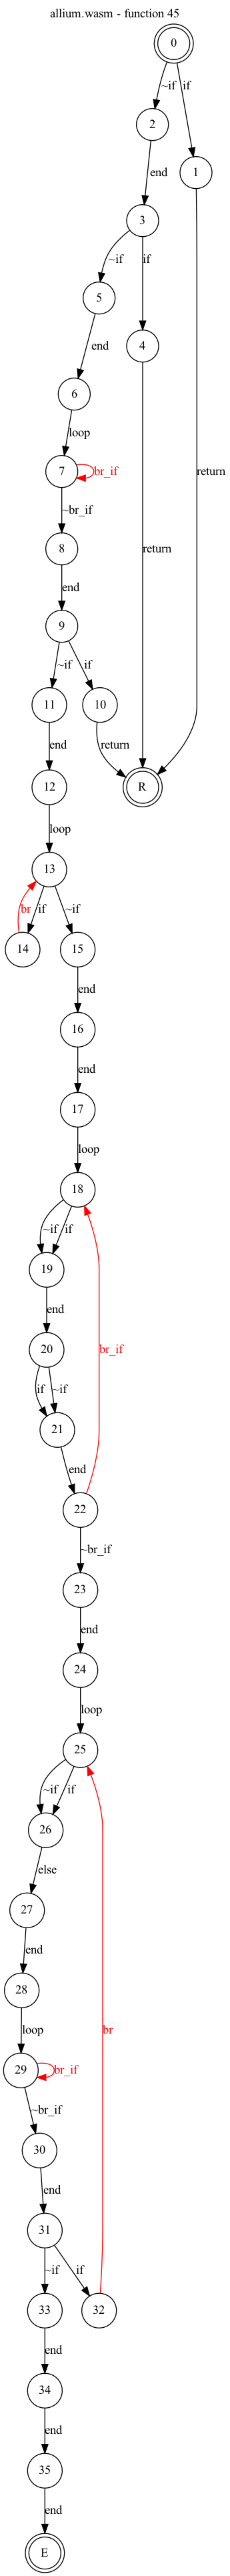 allium.wasm - function 45
0
~if
if
2
1
end
3
~if
if
5
4
end
6
loop
return
return
7
br_if
~br_if
8
end
9
~if
if
11
10
end
return
R
12
loop
13
br
if
~if
14
15
end
16
end
17
loop
18
~if
if
19
br_if
end
20
if
~if
21
end
22
~br_if
23
end
24
loop
25
~if
if
26
else
27
end
28
loop
br
29
br_if
~br_if
30
end
31
~if
if
33
32
end
34
end
35
end
E